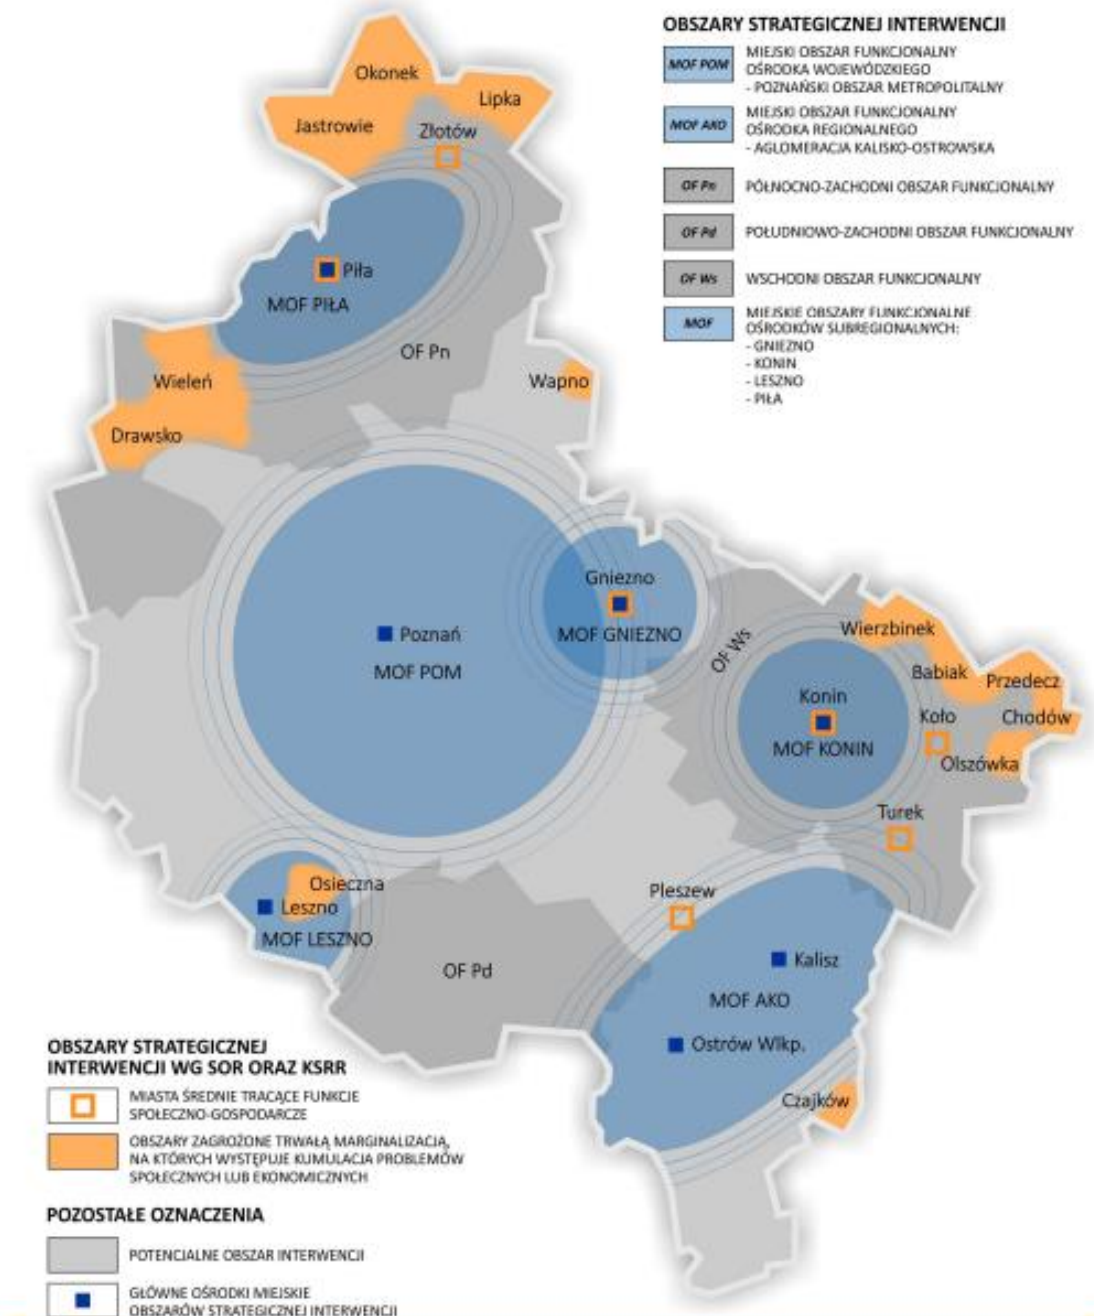 OBSZARY STRATEGICZNEJ INTERWENCJI
MOF POM
MIEJSKI OBSZAR FUNKCJONALNY
OŚRODKA WOJEWÓDZKIEGO
- POZNAŃSKI OBSZAR METROPOLITALNY
MOF AKO
MIEJSKI OBSZAR FUNKCJONALNY
OŚRODKA REGIONALNEGO
- AGLOMERACJA KALISKO-OSTROWSKA
OF Pn
PÓŁNOCNO-ZACHODNI OBSZAR FUNKCJONALNY
OF Pd
POŁUDNIOWO-ZACHODNI OBSZAR FUNKCJONALNY
OF Ws
WSCHODNI OBSZAR FUNKCJONALNY
MOF
MIEJSKIE OBSZARY FUNKCJONALNE
OŚRODKÓW SUBREGIONALNYCH:
- GNIEZNO
- KONIN
- LESZNO
- PIŁA
Okonek
Lipka
Jastrowie
Złotów
Piła
MOF PIŁA
OF Pn
Wapno
Wieleń
Drawsko
Gniezno
MOF GNIEZNO
Poznań
MOF POM
OF Ws
Wierzbinek
Babiak
Przedecz
Konin
Koło
Chodów
MOF KONIN
Olszówka
Turek
Osieczna
Leszno
MOF LESZNO
Pleszew
OF Pd
Kalisz
MOF AKO
Ostrów Wlkp.
Czajków
OBSZARY STRATEGICZNEJ
INTERWENCJI WG SOR ORAZ KSRR
MIASTA ŚREDNIE TRACĄCE FUNKCJE
SPOŁECZNO-GOSPODARCZE
OBSZARY ZAGROŻONE TRWAŁĄ MARGINALIZACJĄ,
NA KTÓRYCH WYSTĘPUJE KUMULACJA PROBLEMÓW
SPOŁECZNYCH LUB EKONOMICZNYCH
POZOSTAŁE OZNACZENIA
POTENCJALNE OBSZAR INTERWENCJI
GŁÓWNE OŚRODKI MIEJSKIE
OBSZARÓW STRATEGICZNEJ INTERWENCJI